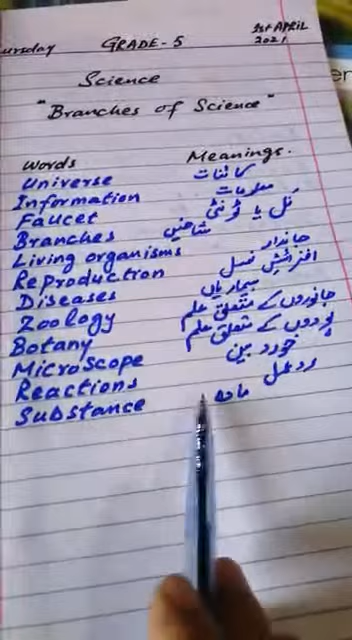 ursday GRADE-5 1st APRIL
2021
Science
"Branches of Science"
Words Meanings.
Universe کائنات
Information معلومات
Faucet نل یا ٹونٹی
Branches شاخیں
Living organisms جاندار
Reproduction افزائش نسل
Diseases بیماریاں
Zoology جانوروں کے متعلق علم
Botany پودوں کے متعلق علم
Microscope خورد بین
Reactions رد عمل
Substance مادہ